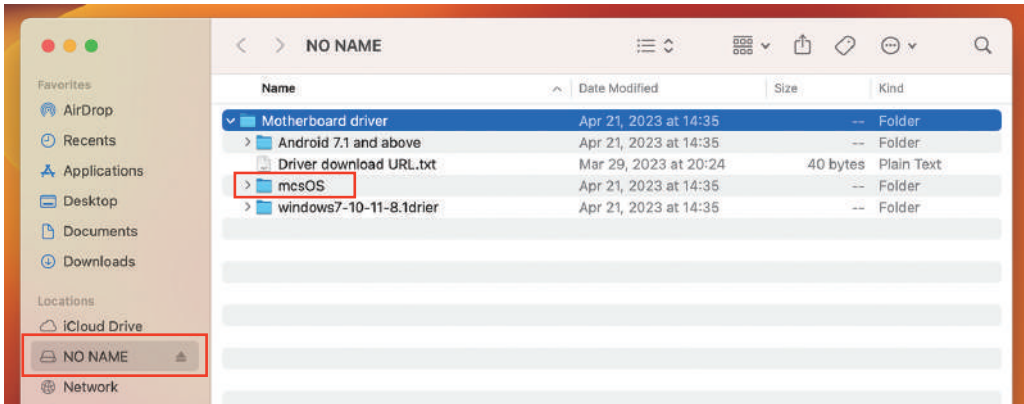 NO NAME
Favorites
AirDrop
Recents
Applications
Desktop
Documents
Downloads
Locations
iCloud Drive
NO NAME
Network
Name Date Modified Size Kind
Motherboard driver Apr 21, 2023 at 14:35 -- Folder
Android 7.1 and above Apr 21, 2023 at 14:35 -- Folder
Driver download URL.txt Mar 29, 2023 at 20:24 40 bytes Plain Text
mcsOS Apr 21, 2023 at 14:35 -- Folder
windows7-10-11-8.1drier Apr 21, 2023 at 14:35 -- Folder